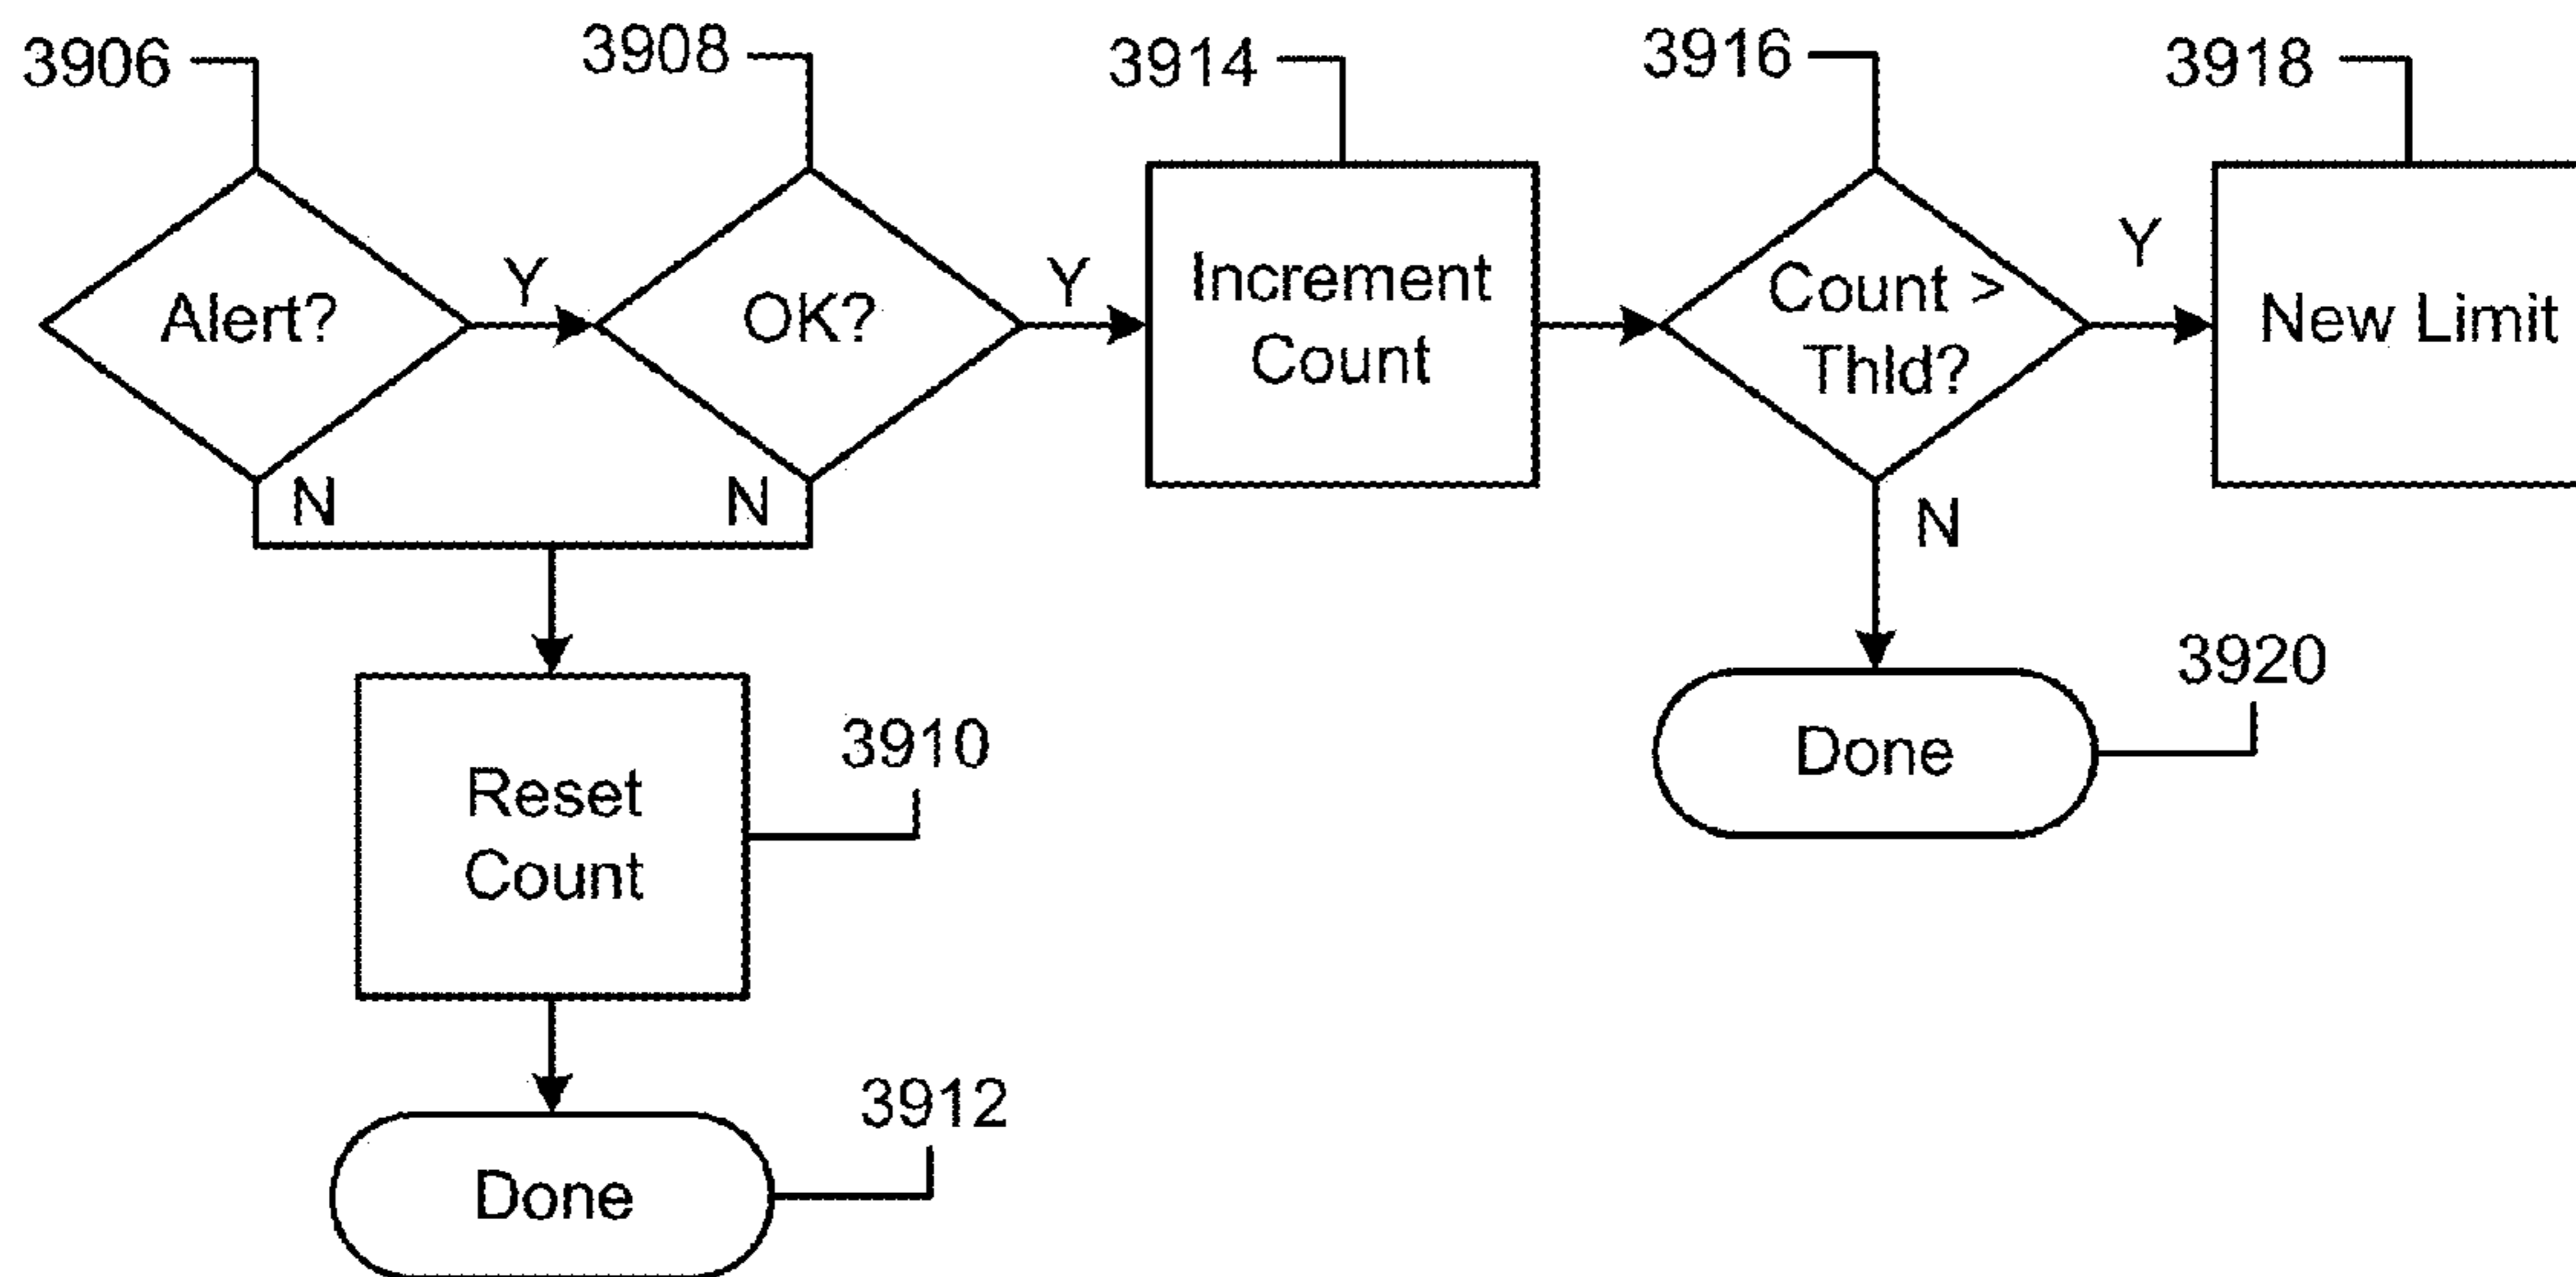 3906
3908
3914
3916
3918
Alert?
Y
OK?
Y
Increment
Count
Count >
Thld?
Y
New Limit
N
N
N
Reset
Count
3910
Done
3920
Done
3912